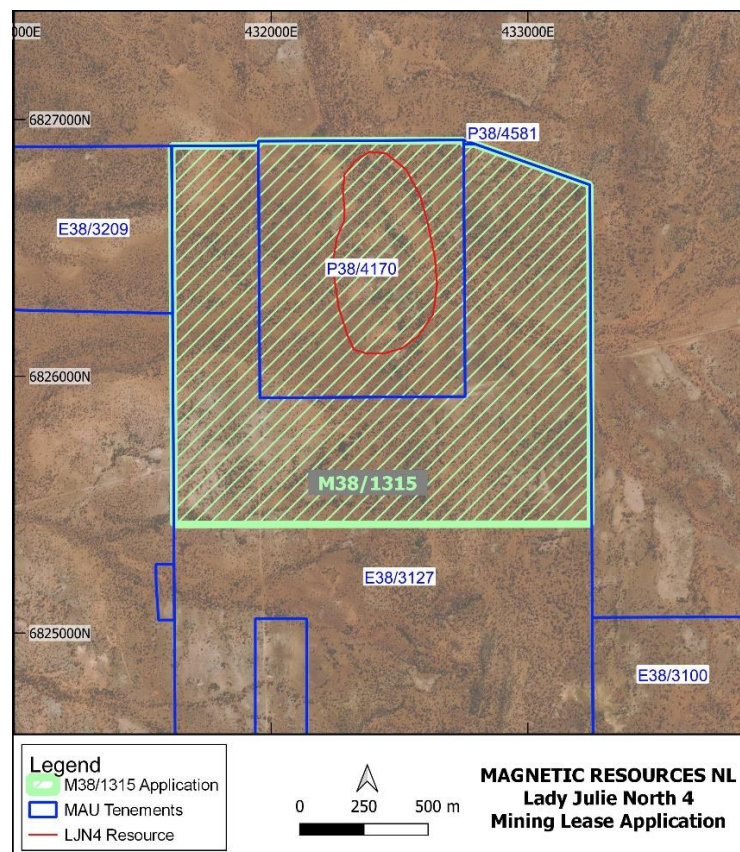 000E
432000E
433000E
6827000N
P38/4581
E38/3209
P38/4170
6826000N
M38/1315
E38/3127
6825000N
E38/3100
Legend
M38/1315 Application
MAU Tenements
LJN4 Resource
0 250 500 m
MAGNETIC RESOURCES NL
Lady Julie North 4
Mining Lease Application